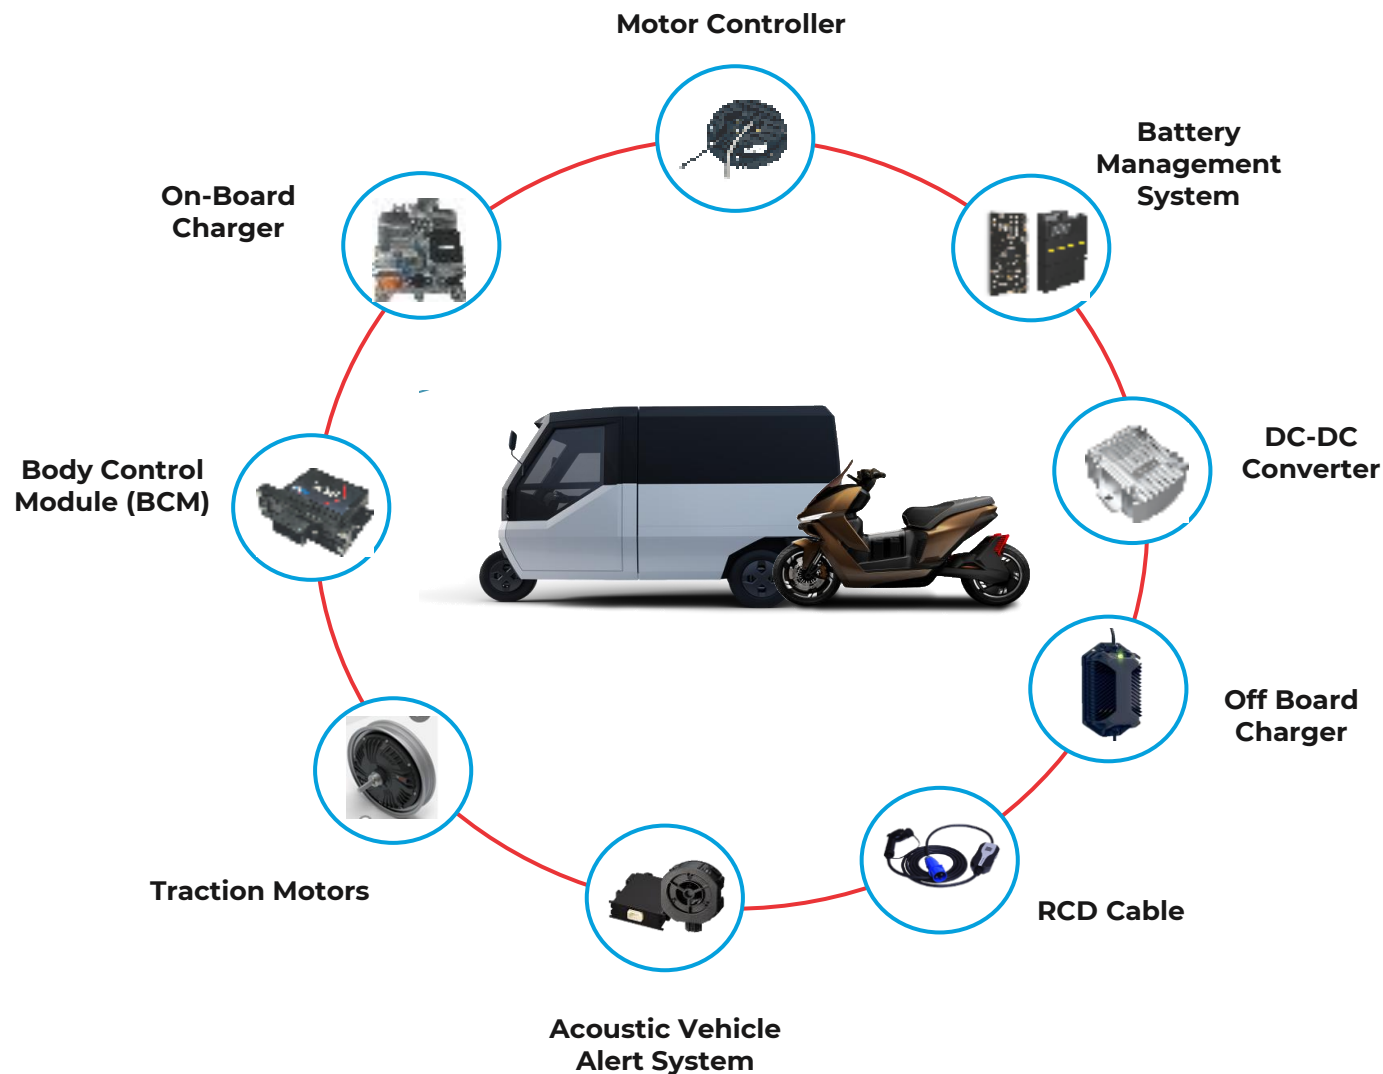 Motor Controller
Battery
Management
System
DC-DC
Converter
Off Board
Charger
RCD Cable
Acoustic Vehicle
Alert System
Traction Motors
Body Control
Module (BCM)
On-Board
Charger